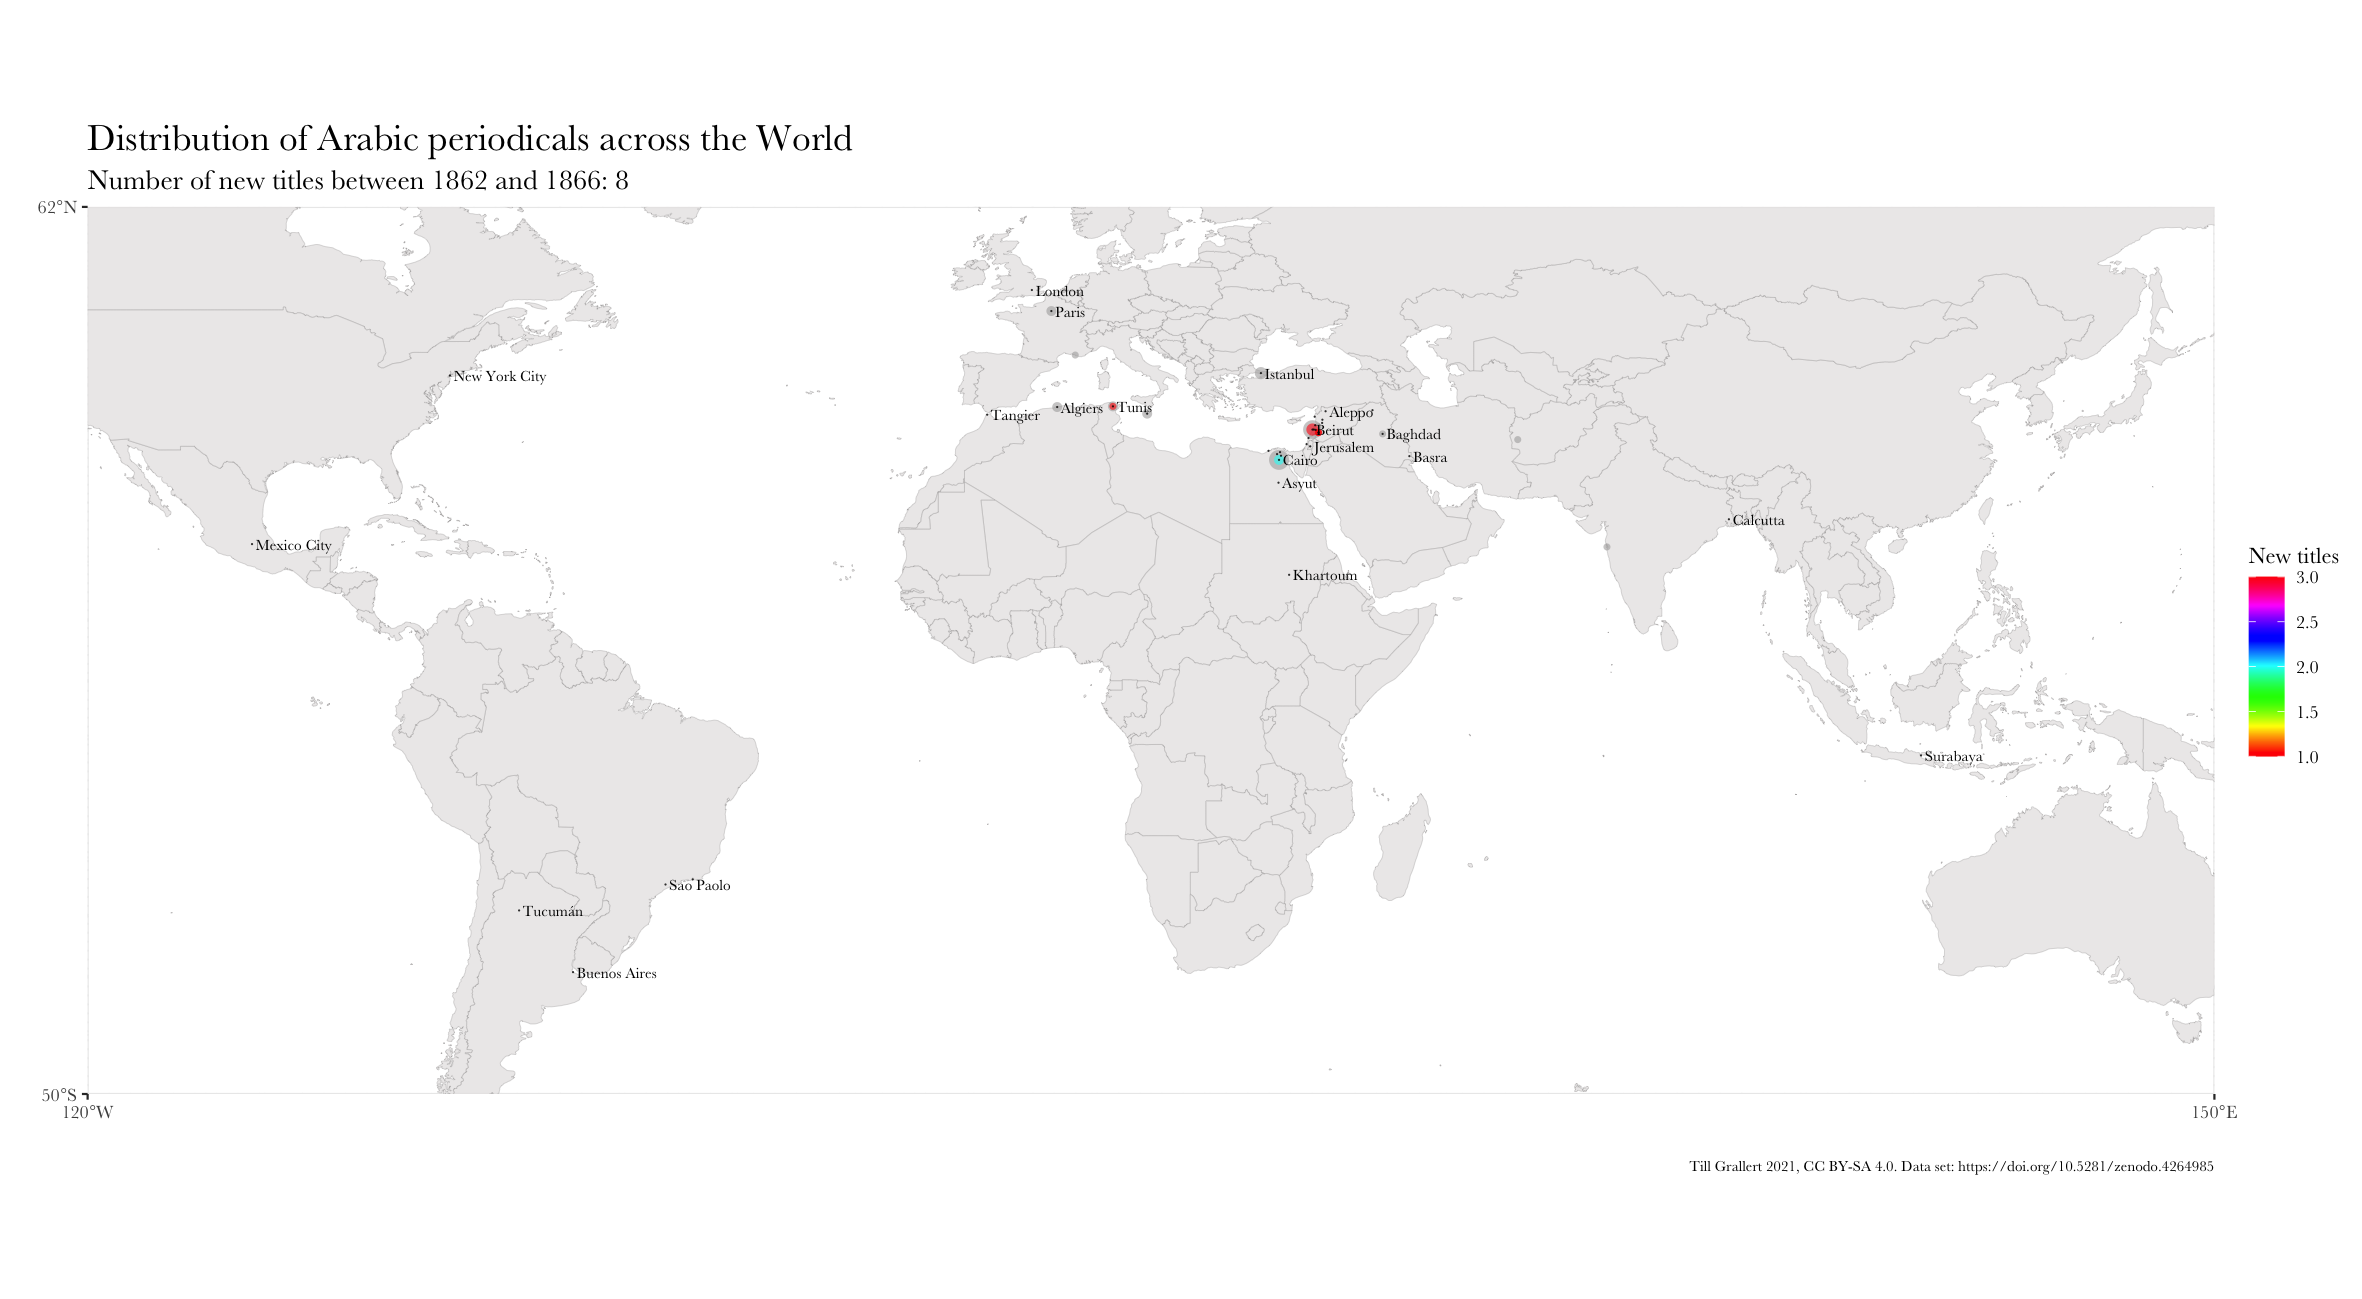 Distribution of Arabic periodicals across the World
Number of new titles between 1862 and 1866: 8
62°N
London
Paris
Istanbul
New York City
Algiers
Tunis
Tangier
Aleppo
Beirut
Baghdad
Jerusalem
Basra
Cairo
Asyut
Calcutta
Mexico City
Khartoum
New titles
3.0
2.5
2.0
1.5
1.0
Surabaya
Sao Paolo
Tucumán
Buenos Aires
50°S
120°W
150°E
Till Grallert 2021, CC BY-SA 4.0. Data set: https://doi.org/10.5281/zenodo.4264985